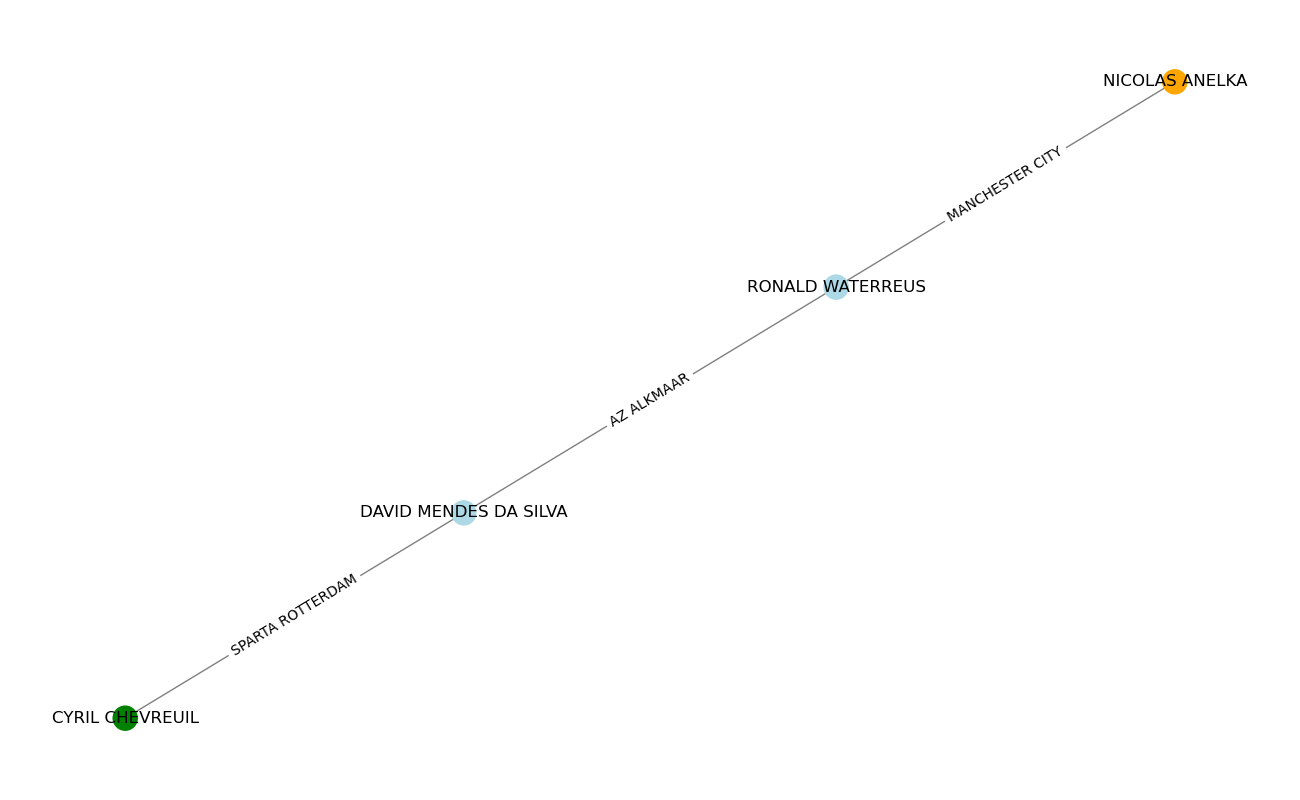 NICOLAS ANELKA
MANCHESTER CITY
RONALD WATERREUS
AZ ALKMAAR
DAVID MENDES DA SILVA
SPARTA ROTTERDAM
CYRIL CHEVREUIL